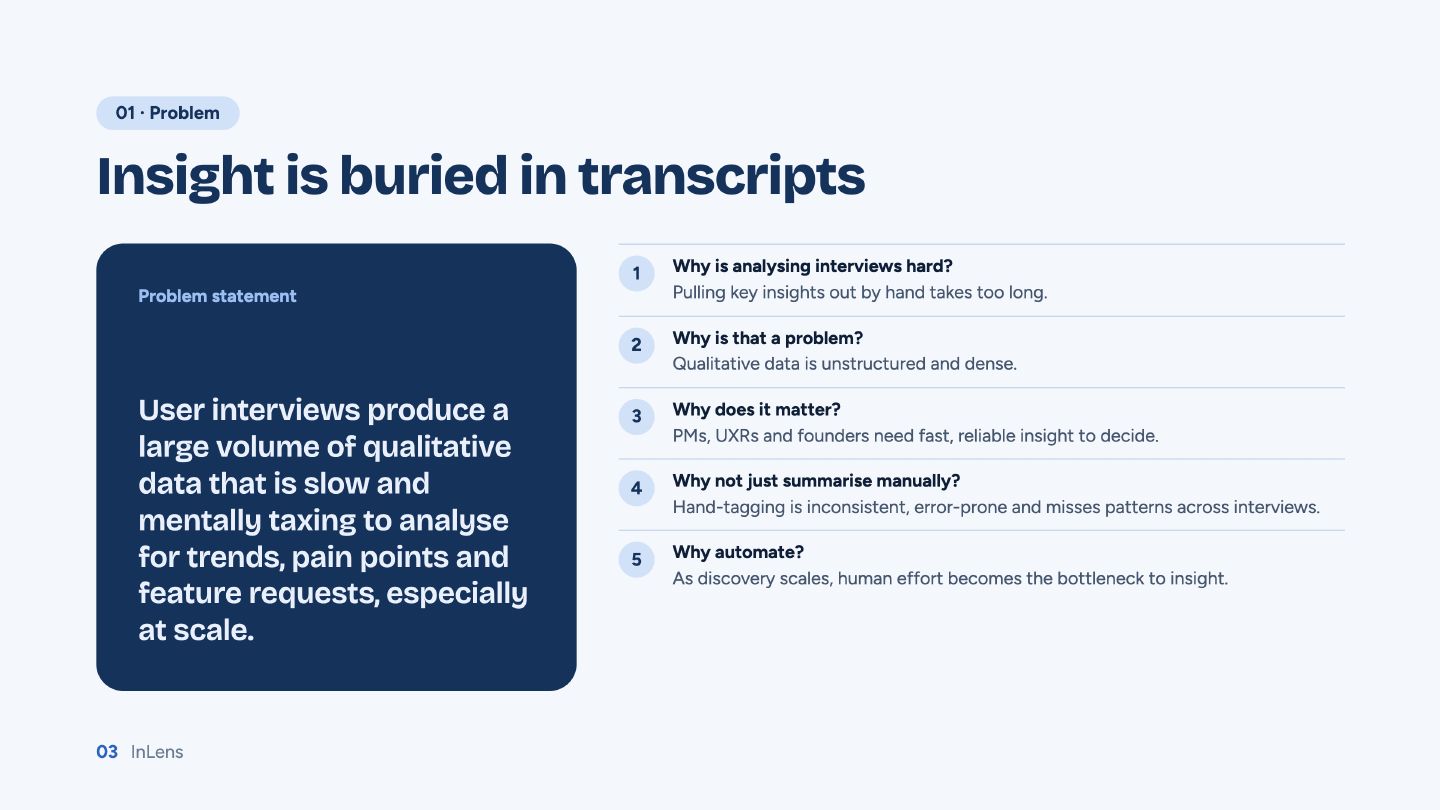 01 · Problem
Insight is buried in transcripts
Problem statement
User interviews produce a
large volume of qualitative
data that is slow and
mentally taxing to analyse
for trends, pain points and
feature requests, especially
at scale.
1
Why is analysing interviews hard?
Pulling key insights out by hand takes too long.
2
Why is that a problem?
Qualitative data is unstructured and dense.
3
Why does it matter?
PMs, UXRs and founders need fast, reliable insight to decide.
4
Why not just summarise manually?
Hand-tagging is inconsistent, error-prone and misses patterns across interviews.
5
Why automate?
As discovery scales, human effort becomes the bottleneck to insight.
03 InLens